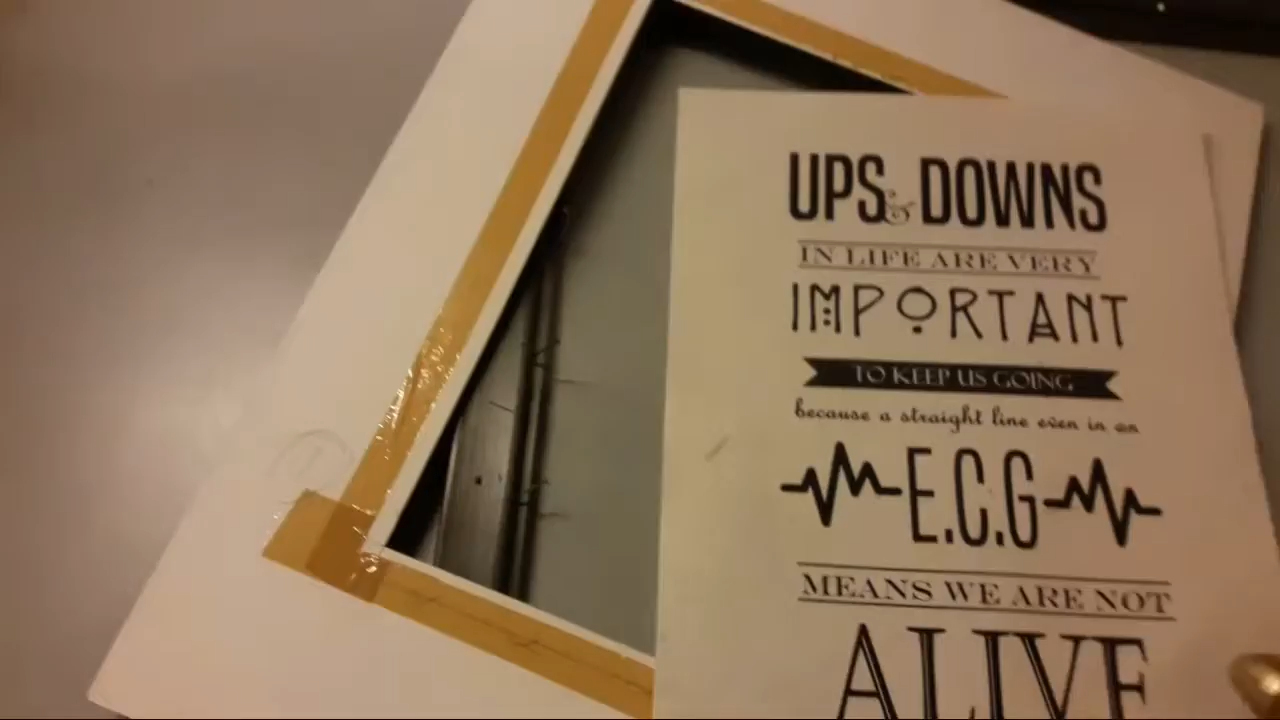 UPS & DOWNS
IN LIFE ARE VERY
IMPORTANT
TO KEEP US GOING
because a straight line even in an
E.C.G
MEANS WE ARE NOT
ALIVE